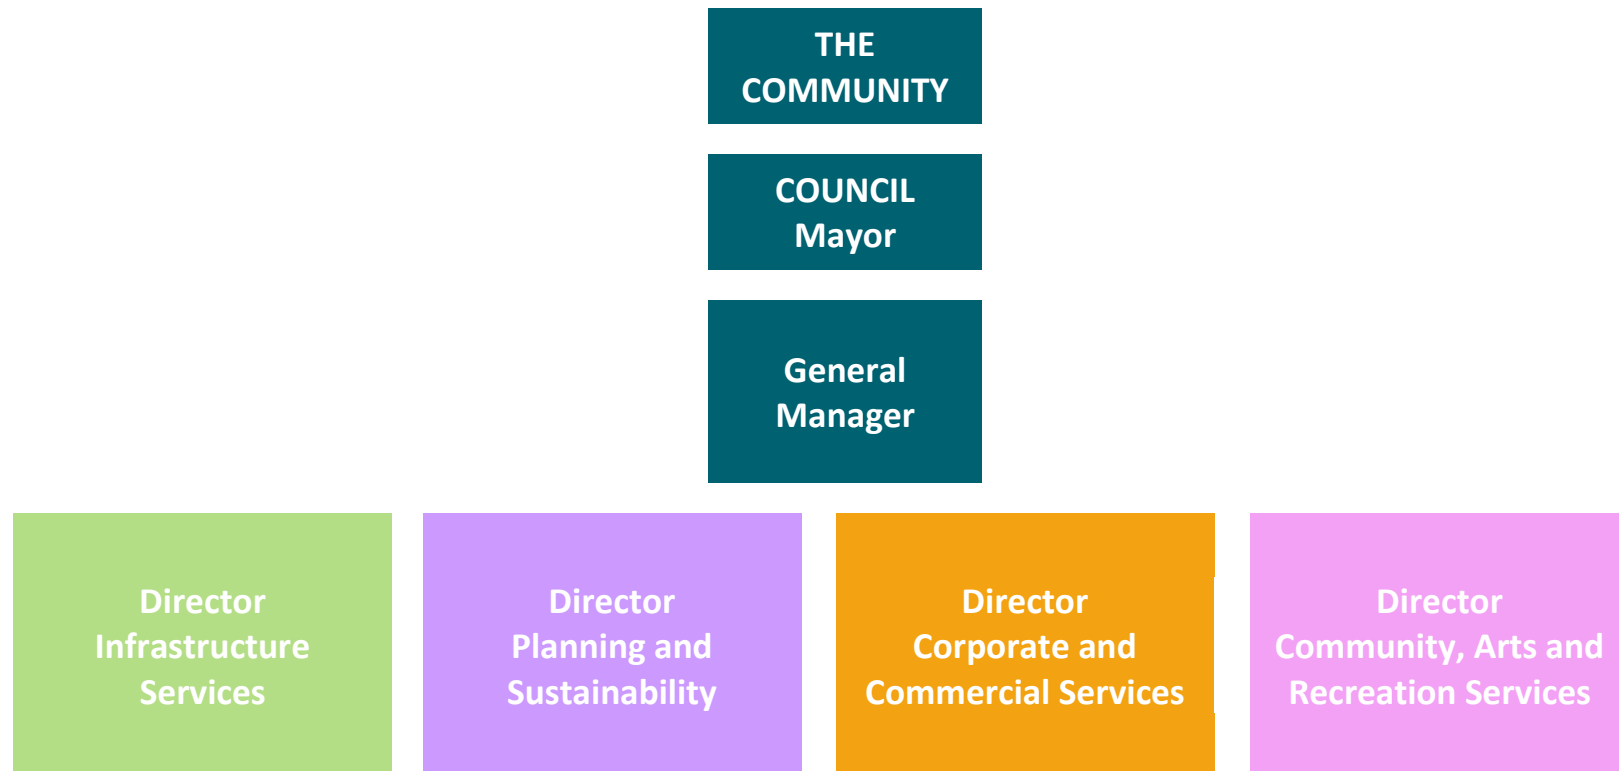 THE
COMMUNITY
COUNCIL
Mayor
General
Manager
Director
Infrastructure
Services
Director
Planning and
Sustainability
Director
Corporate and
Commercial Services
Director
Community, Arts and
Recreation Services